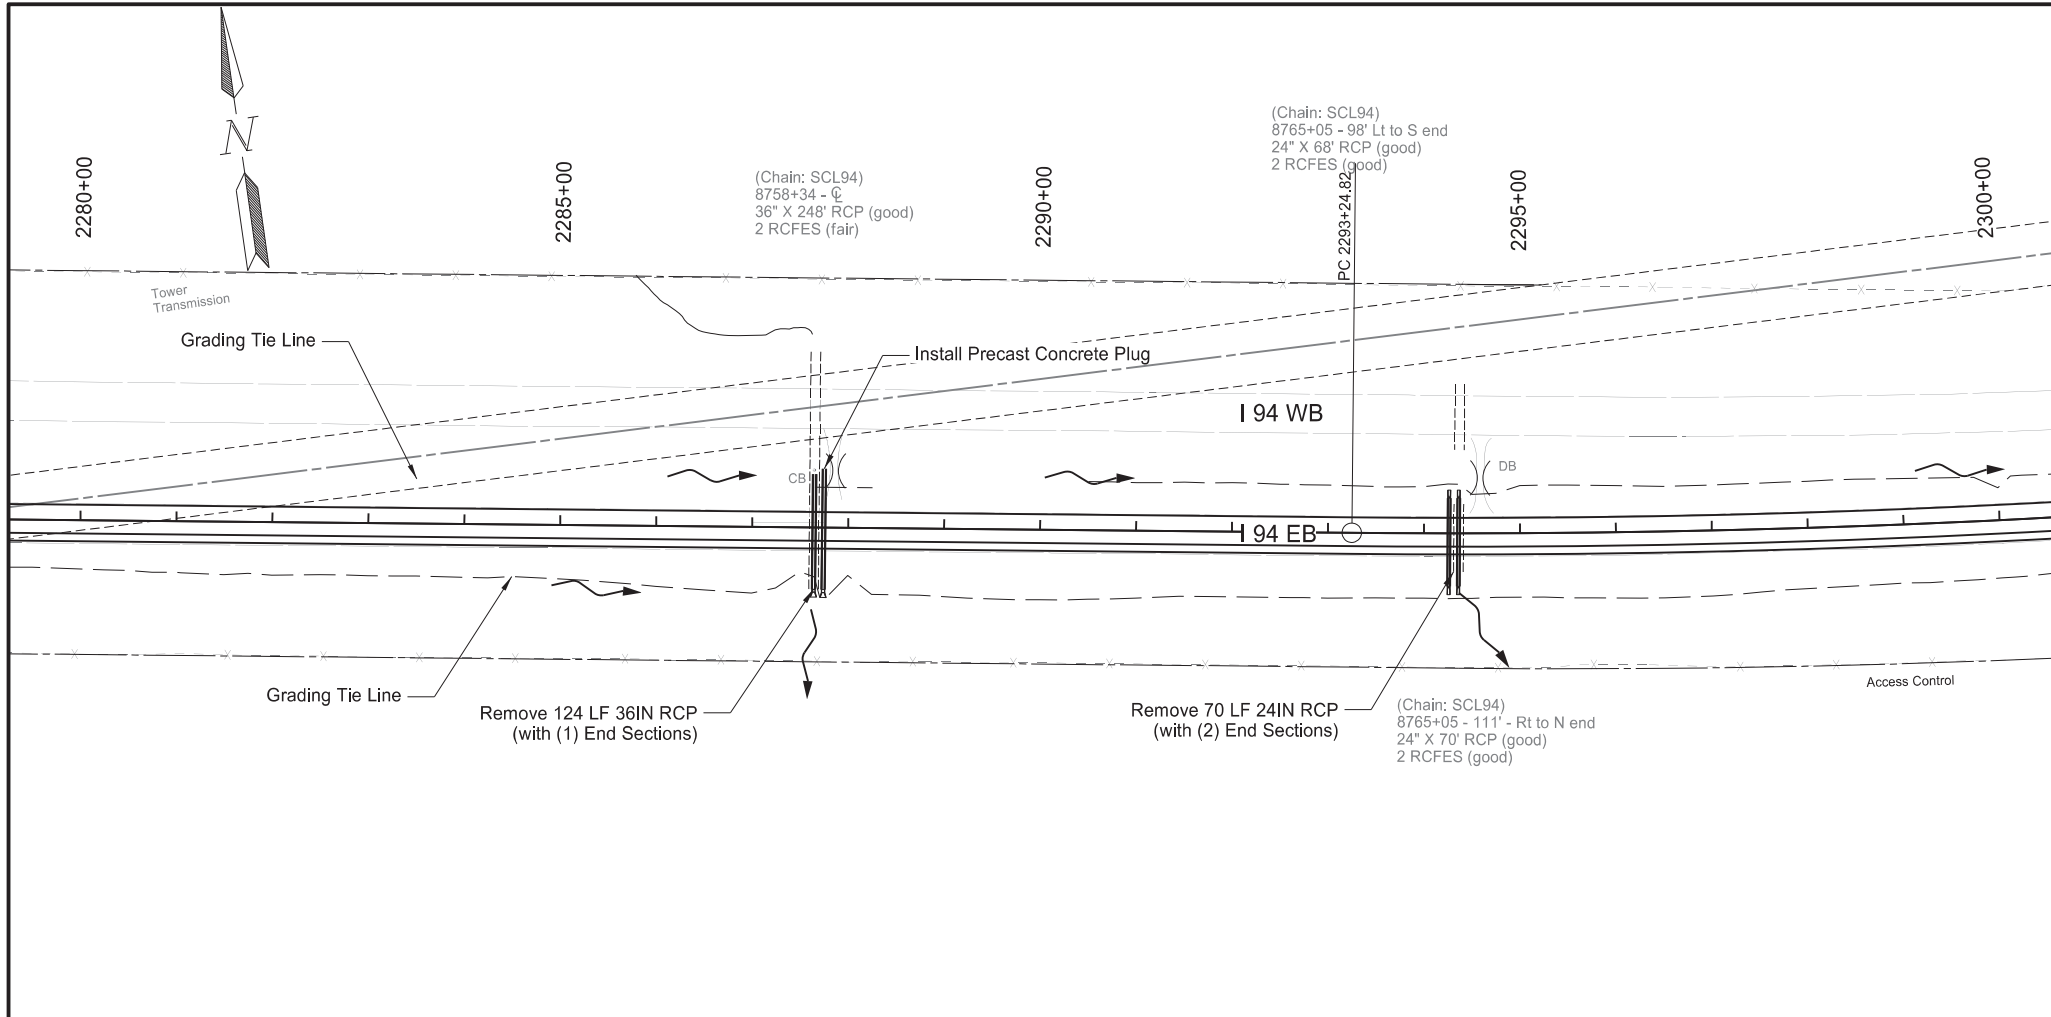 N
2280+00
2285+00
2290+00
2295+00
2300+00
(Chain: SCL94)
8758+34 - ℄
36" X 248' RCP (good)
2 RCFES (fair)
(Chain: SCL94)
8765+05 - 98' Lt to S end
24" X 68' RCP (good)
2 RCFES (good)
PC 2293+24.82
Tower
Transmission
Grading Tie Line
Install Precast Concrete Plug
I 94 WB
CB
DB
I 94 EB
Grading Tie Line
Remove 124 LF 36IN RCP
(with (1) End Sections)
Remove 70 LF 24IN RCP
(with (2) End Sections)
(Chain: SCL94)
8765+05 - 111' - Rt to N end
24" X 70' RCP (good)
2 RCFES (good)
Access Control